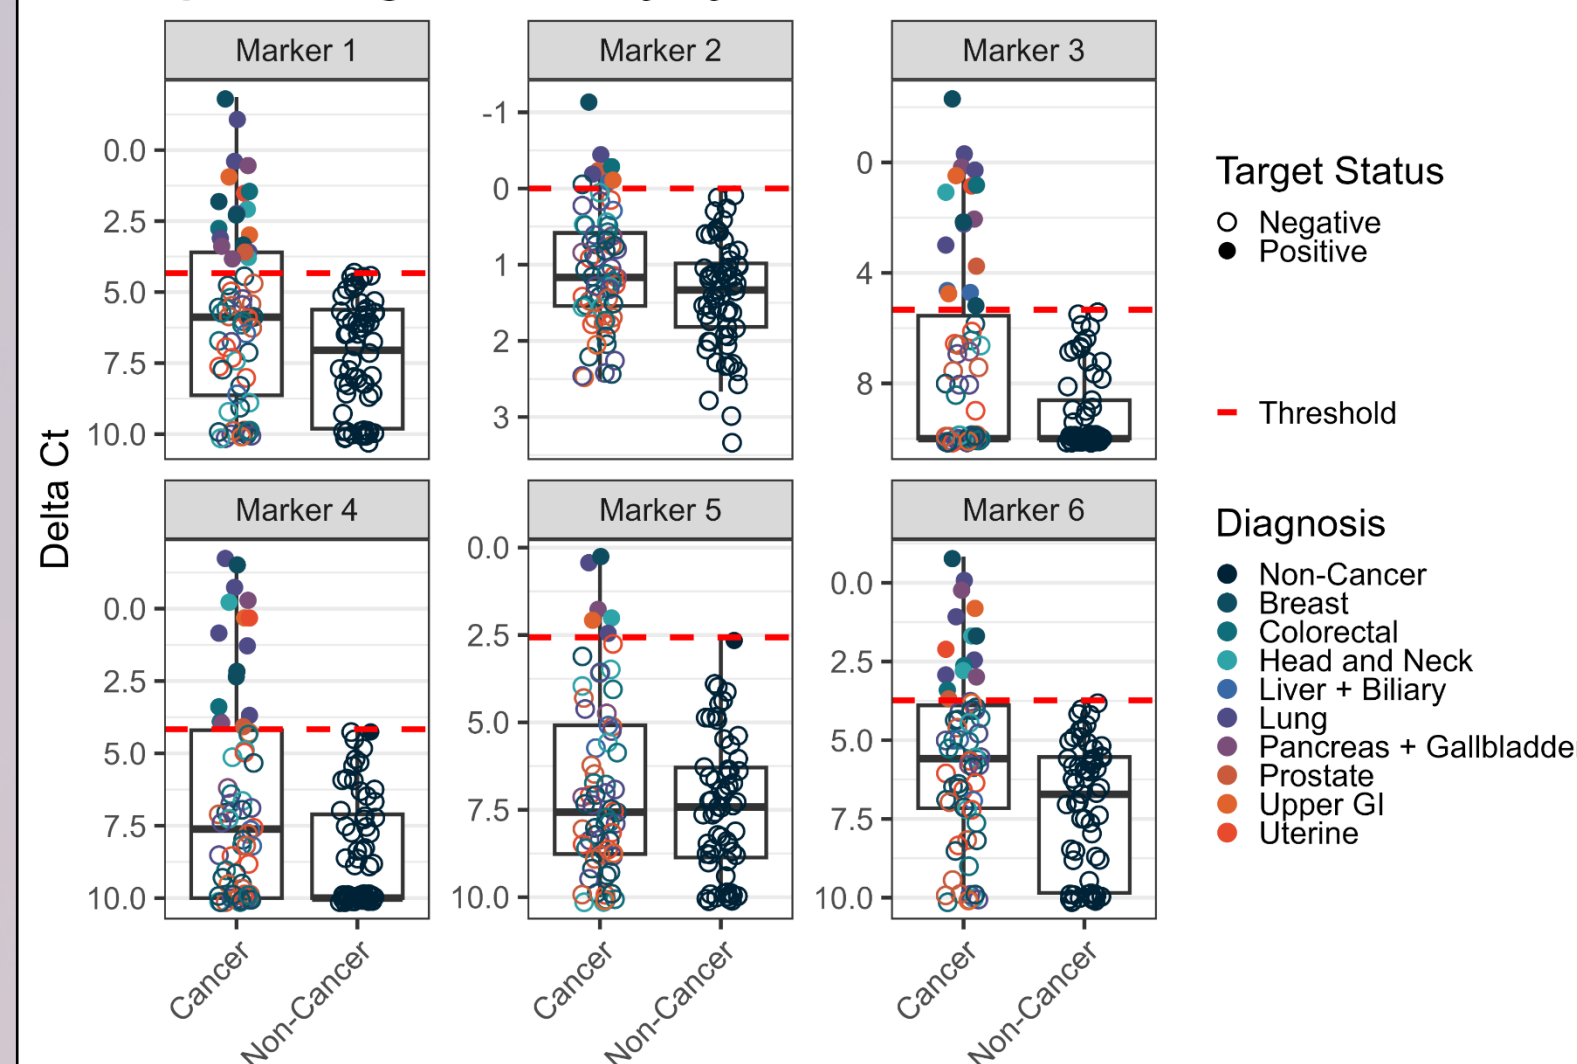 Marker 1
Marker 2
Marker 3
Delta Ct
0.0
2.5
5.0
7.5
10.0
-1
0
1
2
3
0
4
8
Marker 4
Marker 5
Marker 6
0.0
2.5
5.0
7.5
10.0
0.0
2.5
5.0
7.5
10.0
0.0
2.5
5.0
7.5
10.0
Cancer
Non-Cancer
Cancer
Non-Cancer
Cancer
Non-Cancer
Target Status
Negative
Positive
Threshold
Diagnosis
Non-Cancer
Breast
Colorectal
Head and Neck
Liver + Biliary
Lung
Pancreas + Gallbladder
Prostate
Upper GI
Uterine